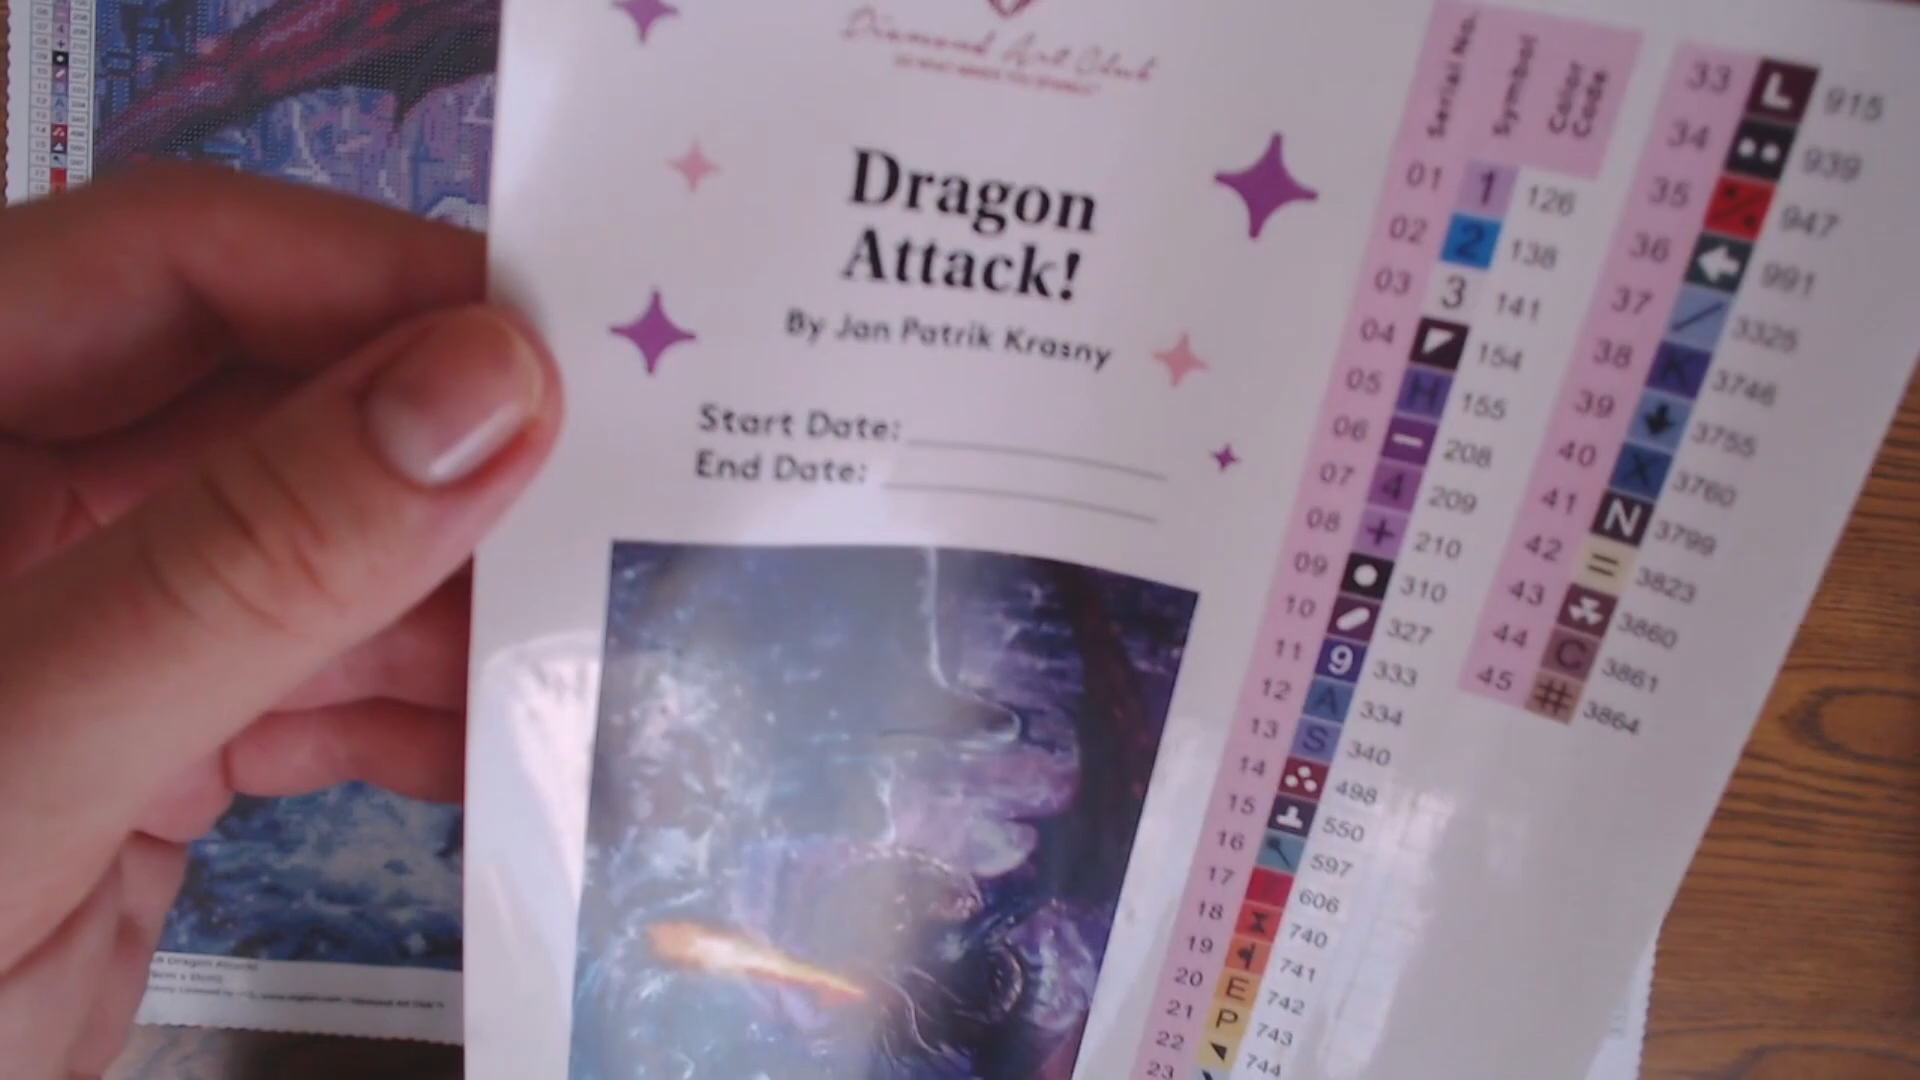 Diamond Art Club
Dragon
Attack!
By Jan Patrik Krasny
Start Date:
End Date:
Serial No. Symbol Color Code
01 1 126
02 2 138
03 3 141
04 154
05 H 155
06 208
07 4 209
08 + 210
09 310
10 327
11 9 333
12 A 334
13 S 340
14 498
15 550
16 597
17 606
18 740
19 741
20 E 742
21 P 743
22 744
23
33 L 915
34 939
35 947
36 991
37 / 3325
38 K 3746
39 3755
40 X 3760
41 N 3799
42 = 3823
43 3860
44 C 3861
45 # 3864